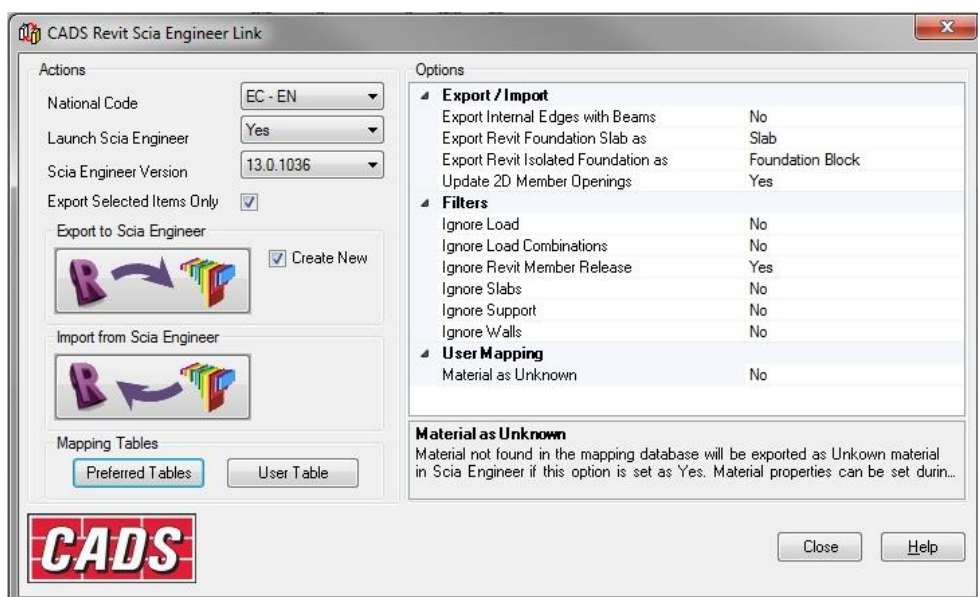 CADS Revit Scia Engineer Link
Actions
National Code EC - EN
Launch Scia Engineer Yes
Scia Engineer Version 13.0.1036
Export Selected Items Only
Export to Scia Engineer
R Create New
Import from Scia Engineer
R
Mapping Tables
Preferred Tables User Table
CADS
Options
Export / Import
Export Internal Edges with Beams No
Export Revit Foundation Slab as Slab
Export Revit Isolated Foundation as Foundation Block
Update 2D Member Openings Yes
Filters
Ignore Load No
Ignore Load Combinations No
Ignore Revit Member Release Yes
Ignore Slabs No
Ignore Support No
Ignore Walls No
User Mapping
Material as Unknown No
Material as Unknown
Material not found in the mapping database will be exported as Unkown material
in Scia Engineer if this option is set as Yes. Material properties can be set durin...
Close Help